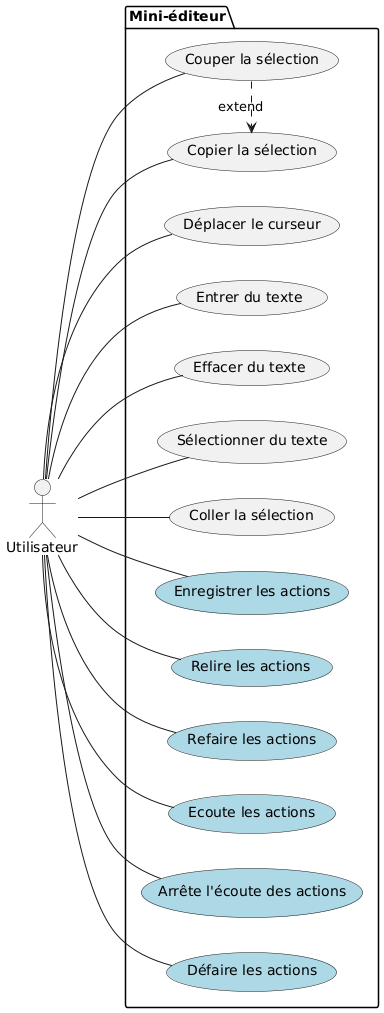 Mini-éditeur
Couper la sélection
extend
Copier la sélection
Déplacer le curseur
Entrer du texte
Effacer du texte
Sélectionner du texte
Coller la sélection
Utilisateur
Enregistrer les actions
Relire les actions
Refaire les actions
Ecoute les actions
Arrête l'écoute des actions
Défaire les actions